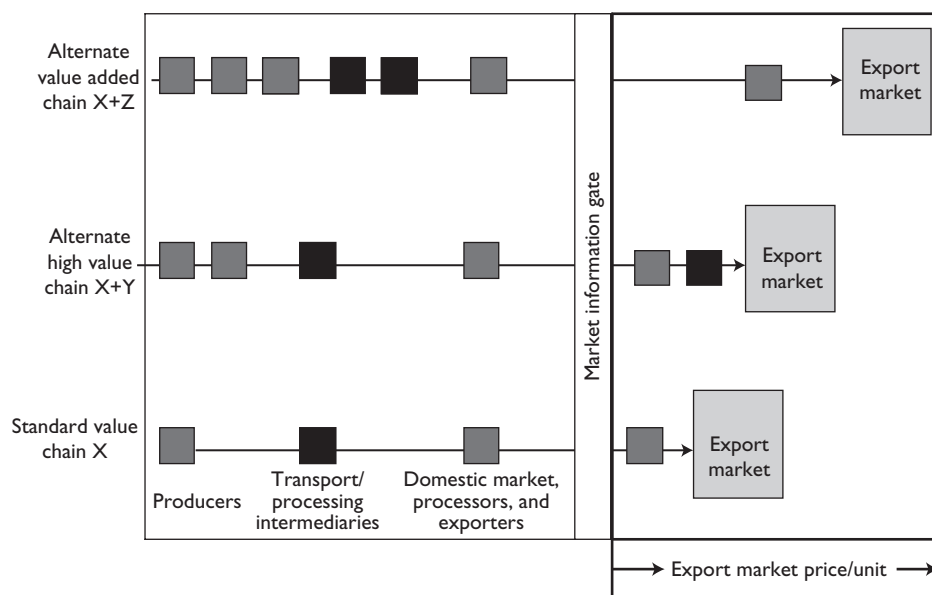 Alternate
value added
chain X+Z
Export
market
Alternate
high value
chain X+Y
Market information gate
Export
market
Standard value
chain X
Export
market
Producers
Transport/
processing
intermediaries
Domestic market,
processors, and
exporters
Export market price/unit